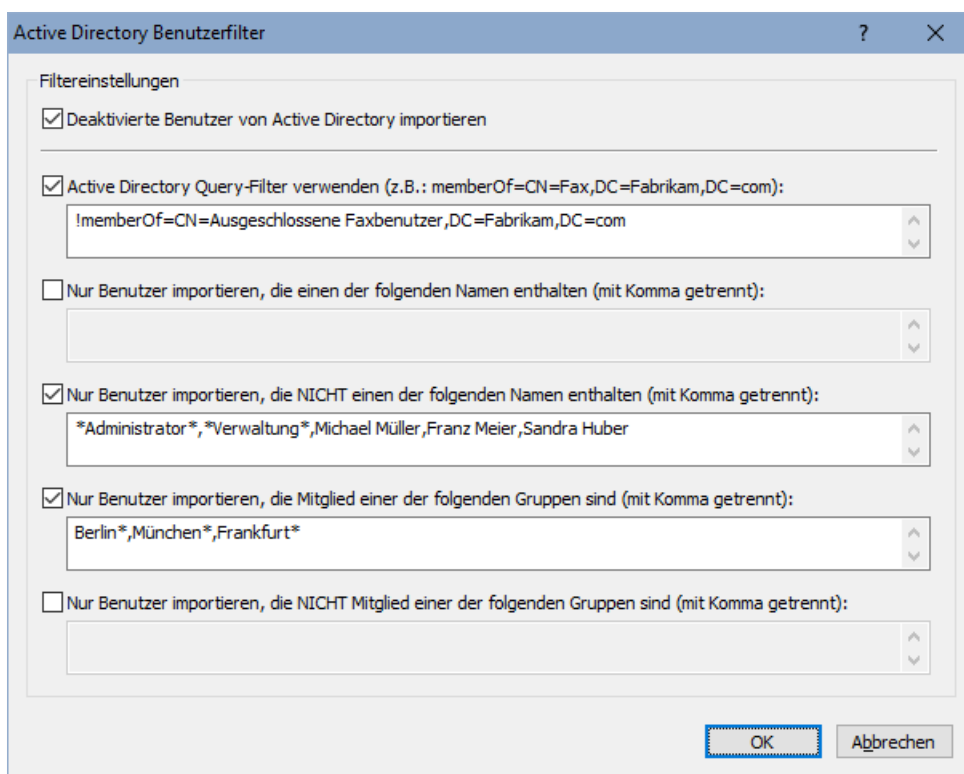 Active Directory Benutzerfilter
Filtereinstellungen
Deaktivierte Benutzer von Active Directory importieren
Active Directory Query-Filter verwenden (z.B.: memberOf=CN=Fax,DC=Fabrikam,DC=com):
!memberOf=CN=Ausgeschlossene Faxbenutzer,DC=Fabrikam,DC=com
Nur Benutzer importieren, die einen der folgenden Namen enthalten (mit Komma getrennt):
Nur Benutzer importieren, die NICHT einen der folgenden Namen enthalten (mit Komma getrennt):
*Administrator*,*Verwaltung*,Michael Müller,Franz Meier,Sandra Huber
Nur Benutzer importieren, die Mitglied einer der folgenden Gruppen sind (mit Komma getrennt):
Berlin*,München*,Frankfurt*
Nur Benutzer importieren, die NICHT Mitglied einer der folgenden Gruppen sind (mit Komma getrennt):
OK
Abbrechen